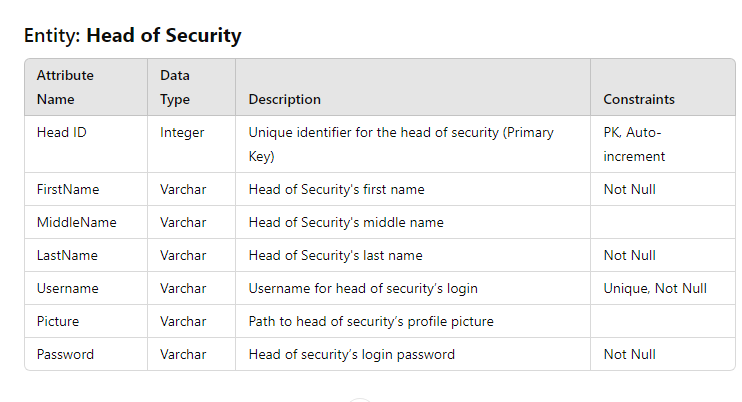 Entity: Head of Security
Attribute Name Data Type Description Constraints
Head ID Integer Unique identifier for the head of security (Primary Key) PK, Auto-increment
FirstName Varchar Head of Security's first name Not Null
MiddleName Varchar Head of Security's middle name
LastName Varchar Head of Security's last name Not Null
Username Varchar Username for head of security’s login Unique, Not Null
Picture Varchar Path to head of security’s profile picture
Password Varchar Head of security’s login password Not Null